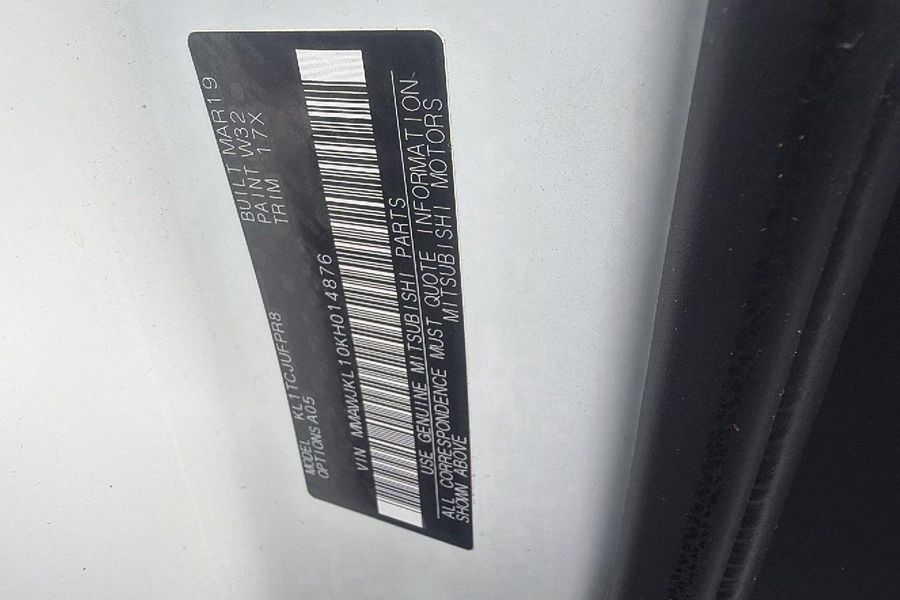 MODEL KL1TCJUFPR8
OPTIONS A05
BUILT MAR19
PAINT W32
TRIM 17X
VIN MMAWJKL10KH014876
USE GENUINE MITSUBISHI PARTS
ALL CORRESPONDENCE MUST QUOTE INFORMATION
SHOWN ABOVE
MITSUBISHI MOTORS